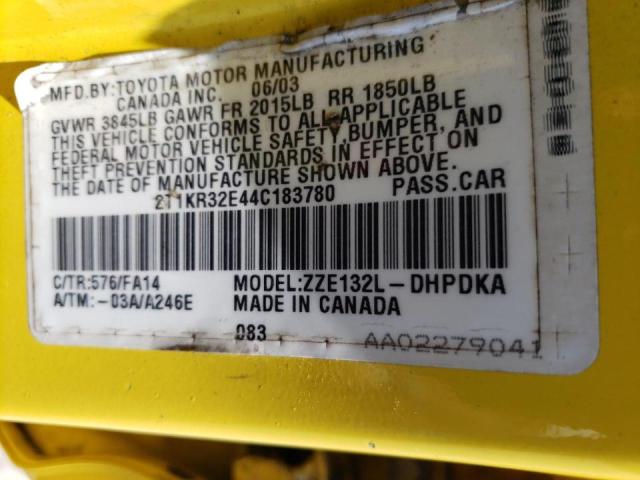 MFD.BY:TOYOTA MOTOR MANUFACTURING
CANADA INC. 06/03
GVWR 3845LB GAWR FR 2015LB RR 1850LB
THIS VEHICLE CONFORMS TO ALL APPLICABLE
FEDERAL MOTOR VEHICLE SAFETY, BUMPER, AND
THEFT PREVENTION STANDARDS IN EFFECT ON
THE DATE OF MANUFACTURE SHOWN ABOVE.
2T1KR32E44C183780 PASS.CAR
C/TR:576/FA14 MODEL:ZZE132L-DHPDKA
A/TM:-03A/A246E MADE IN CANADA
083
AA02279041